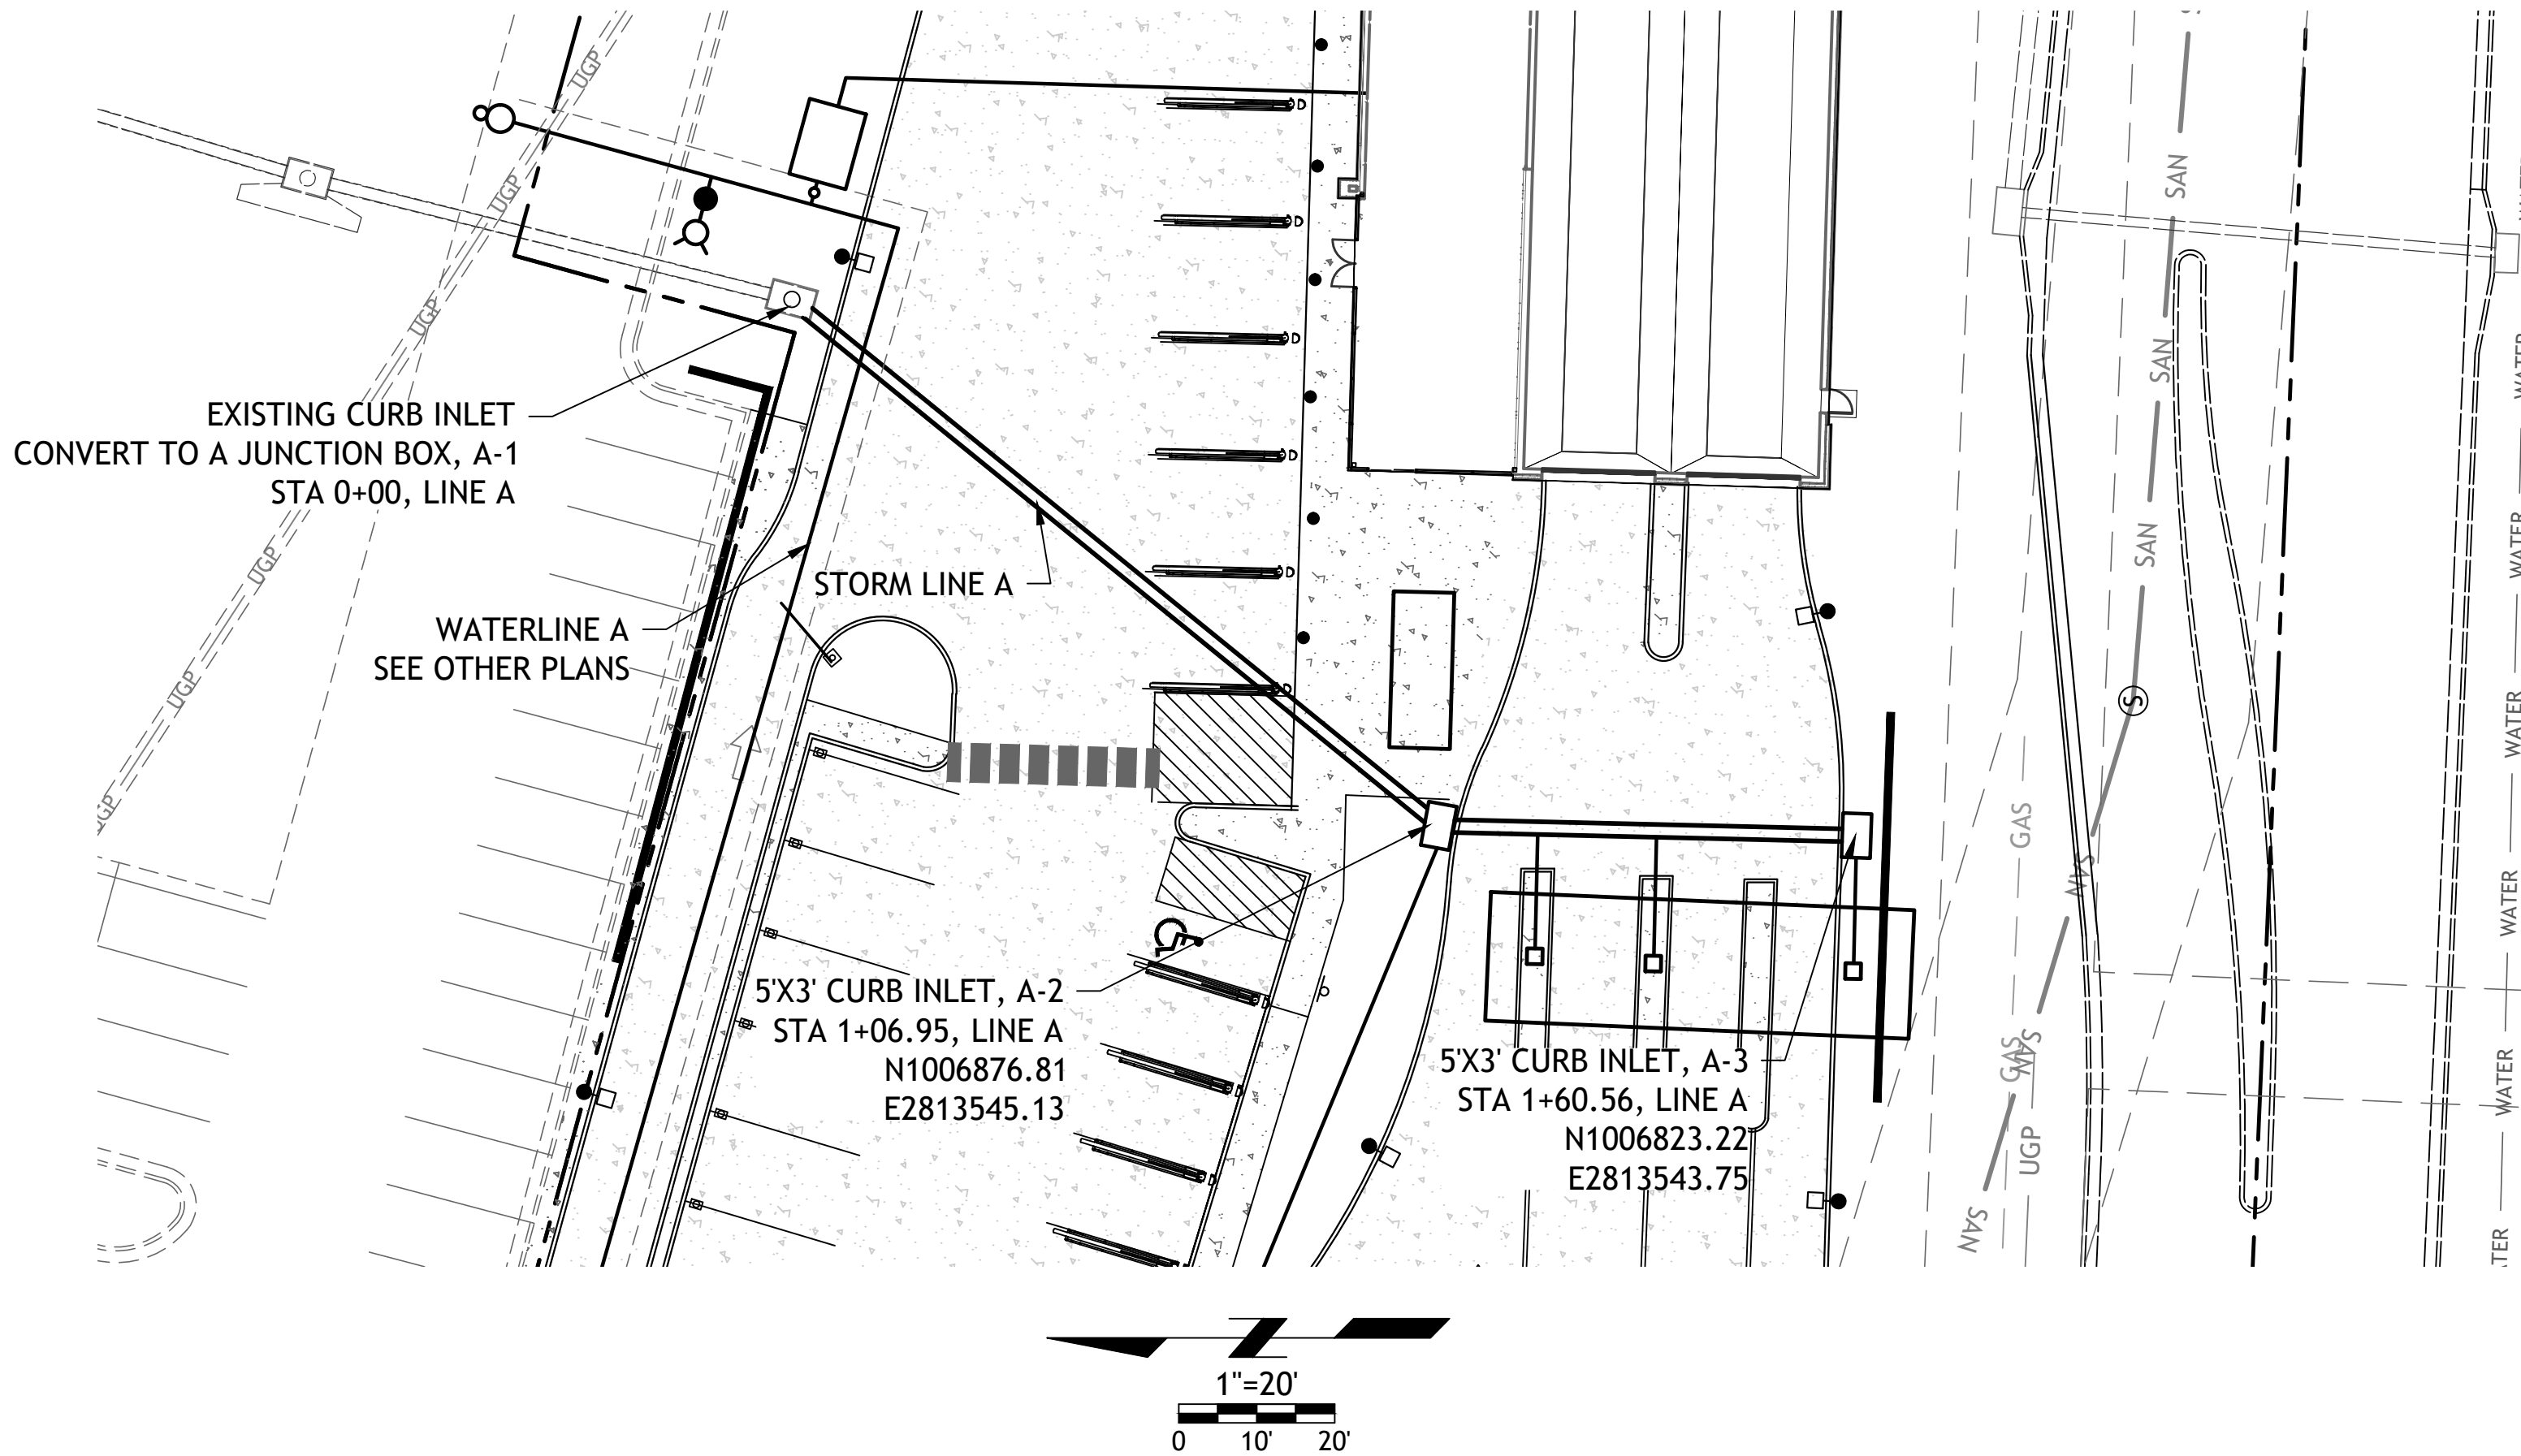 UGP
UGP
UGP
UGP
UGP
UGP
SAN
SAN
SAN
SAN
SAN
SAN
S
GAS
GAS
UGP
WATER
WATER
WATER
WATER
WATER
EXISTING CURB INLET
CONVERT TO A JUNCTION BOX, A-1
STA 0+00, LINE A
STORM LINE A
WATERLINE A
SEE OTHER PLANS
5'X3' CURB INLET, A-2
STA 1+06.95, LINE A
N1006876.81
E2813545.13
5'X3' CURB INLET, A-3
STA 1+60.56, LINE A
N1006823.22
E2813543.75
1"=20'
0 10' 20'